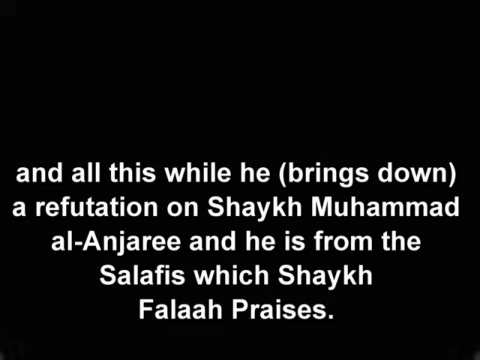 and all this while he (brings down)
a refutation on Shaykh Muhammad
al-Anjaree and he is from the
Salafis which Shaykh
Falaah Praises.